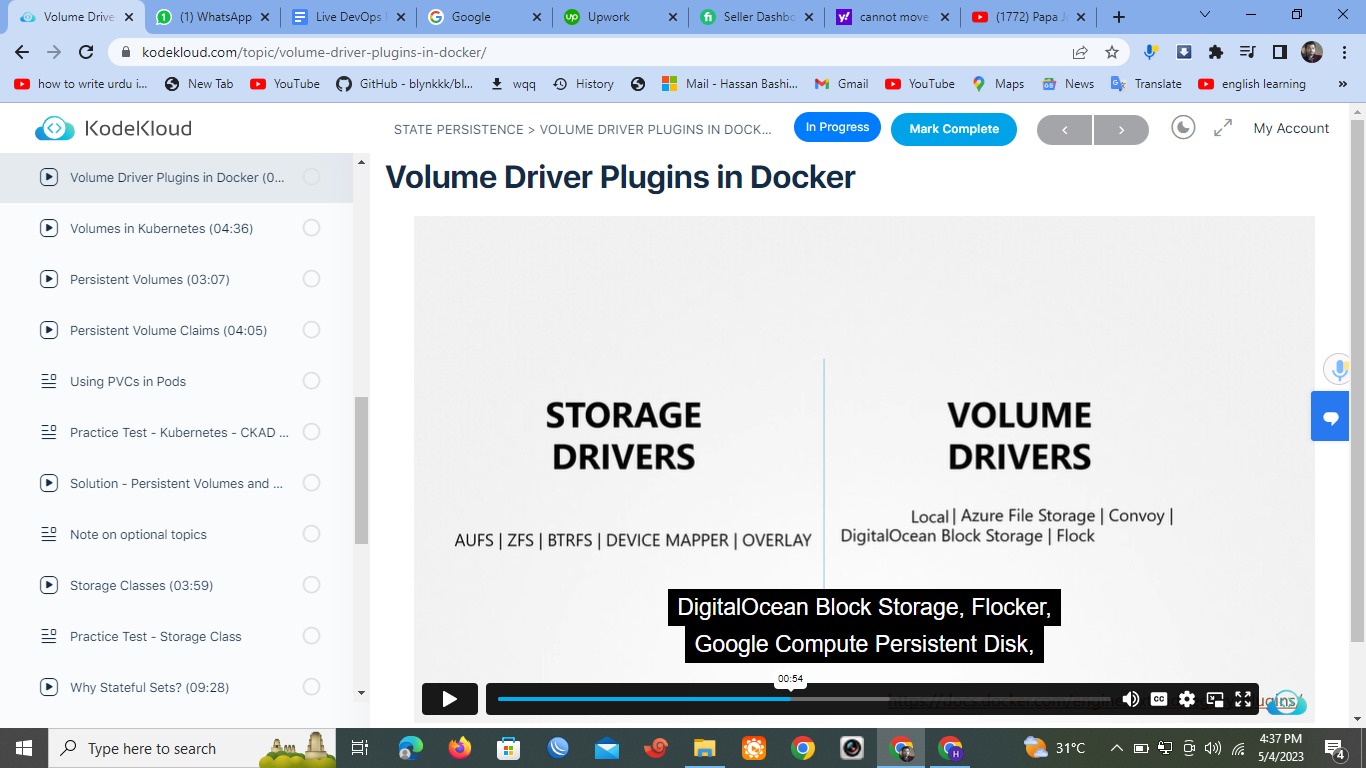 Volume Drive
(1) WhatsApp
Live DevOps
Google
Upwork
Seller Dashbo
cannot move
(1772) Papa J
kodekloud.com/topic/volume-driver-plugins-in-docker/
how to write urdu i...
New Tab
YouTube
GitHub - blynkkk/bl...
wqq
History
Mail - Hassan Bashi...
Gmail
YouTube
Maps
News
Translate
english learning
»
KodeKloud
STATE PERSISTENCE > VOLUME DRIVER PLUGINS IN DOCK...
In Progress
Mark Complete
<
>
My Account
Volume Driver Plugins in Docker (0...
Volumes in Kubernetes (04:36)
Persistent Volumes (03:07)
Persistent Volume Claims (04:05)
Using PVCs in Pods
Practice Test - Kubernetes - CKAD ...
Solution - Persistent Volumes and ...
Note on optional topics
Storage Classes (03:59)
Practice Test - Storage Class
Why Stateful Sets? (09:28)
Volume Driver Plugins in Docker
STORAGE
DRIVERS
AUFS | ZFS | BTRFS | DEVICE MAPPER | OVERLAY
VOLUME
DRIVERS
Local | Azure File Storage | Convoy |
DigitalOcean Block Storage | Flock
DigitalOcean Block Storage, Flocker,
Google Compute Persistent Disk,
00:54
CC
https://docs.docker.com/engine
Type here to search
31°C
4:37 PM
5/4/2023
4